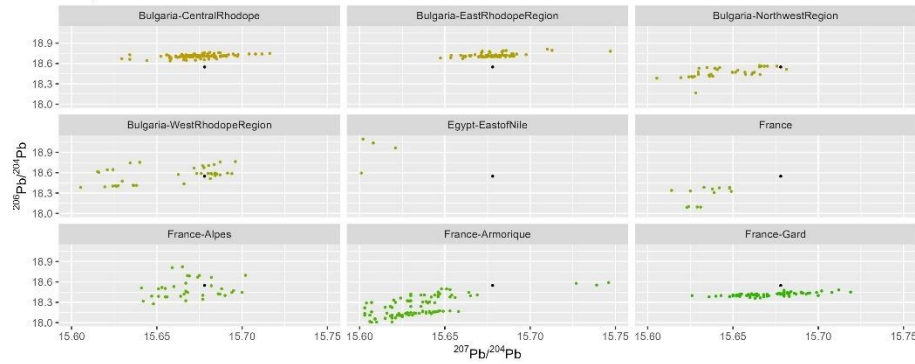 Bulgaria-CentralRhodope
Bulgaria-EastRhodopeRegion
Bulgaria-NorthwestRegion
18.9
18.6
18.3
18.0
Bulgaria-WestRhodopeRegion
Egypt-EastofNile
France
18.9
18.6
18.3
18.0
France-Alpes
France-Armorique
France-Gard
18.9
18.6
18.3
18.0
15.60 15.65 15.70 15.75 15.60 15.65 15.70 15.75 15.60 15.65 15.70 15.75
²⁰⁶Pb/²⁰⁴Pb
²⁰⁷Pb/²⁰⁴Pb